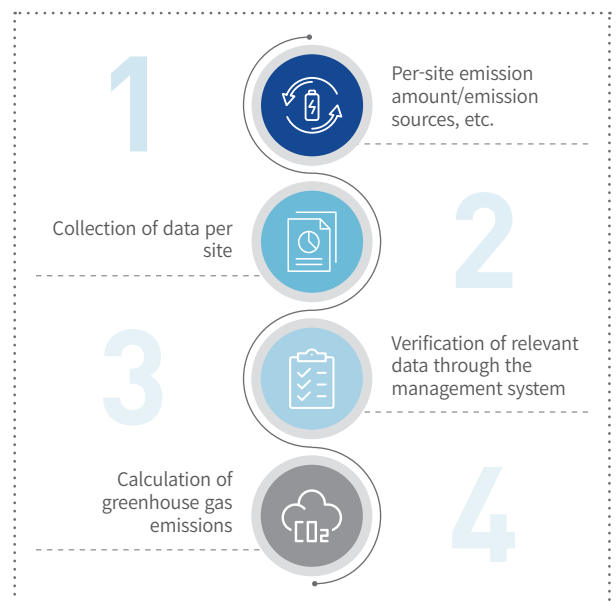 1
Per-site emission
amount/emission
sources, etc.
Collection of data per
site
2
3
Verification of relevant
data through the
management system
Calculation of
greenhouse gas
emissions
CO2
4